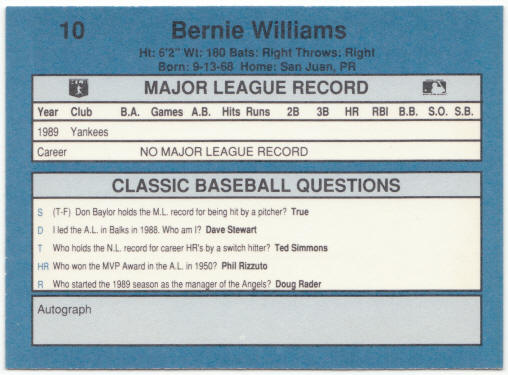 10
Bernie Williams
Ht: 6'2" Wt: 180 Bats: Right Throws: Right
Born: 9-13-68 Home: San Juan, PR
MAJOR LEAGUE RECORD
Year Club B.A. Games A.B. Hits Runs 2B 3B HR RBI B.B. S.O. S.B.
1989 Yankees
Career NO MAJOR LEAGUE RECORD
CLASSIC BASEBALL QUESTIONS
S (T-F) Don Baylor holds the M.L. record for being hit by a pitcher? True
D I led the A.L. in Balks in 1988. Who am I? Dave Stewart
T Who holds the N.L. record for career HR's by a switch hitter? Ted Simmons
HR Who won the MVP Award in the A.L. in 1950? Phil Rizzuto
R Who started the 1989 season as the manager of the Angels? Doug Rader
Autograph